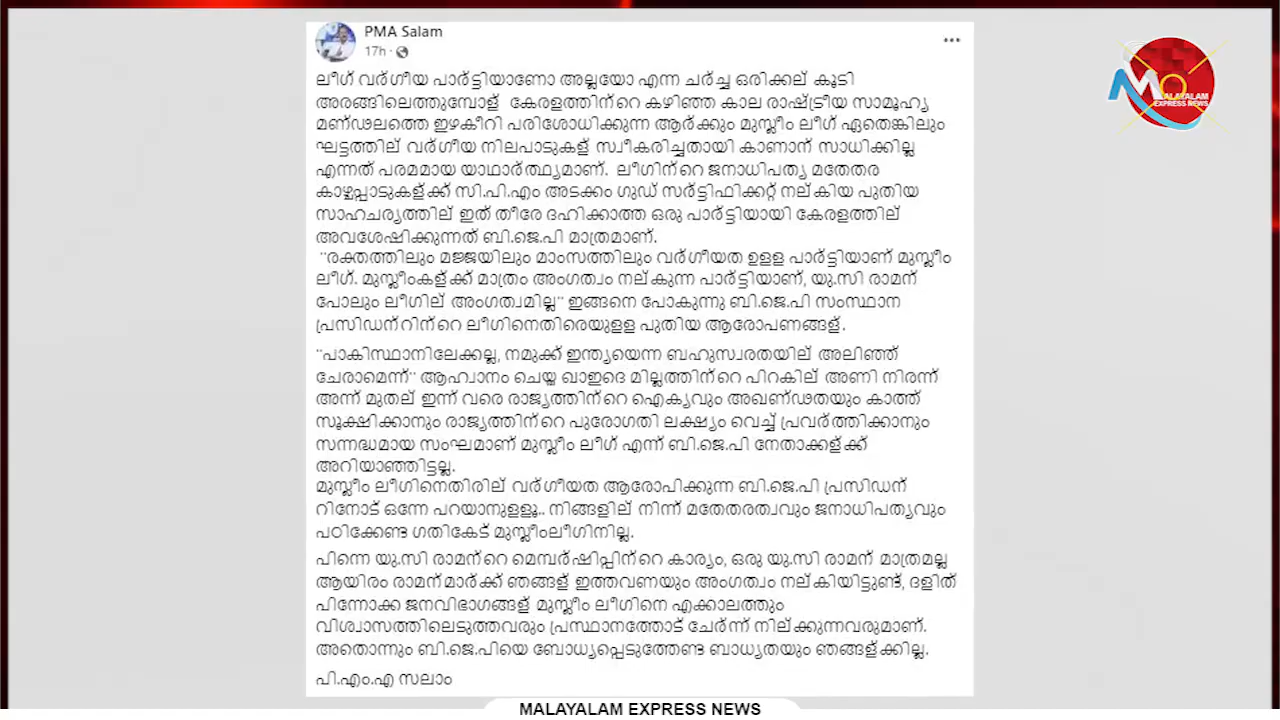 PMA Salam
17h
ലീഗ് വര്‍ഗീയ പാര്‍ട്ടിയാണോ അല്ലയോ എന്ന ചര്‍ച്ച ഒരിക്കല് കൂടി
അരങ്ങിലെത്തുമ്പോള് കേരളത്തിന്‍റെ കഴിഞ്ഞ കാല രാഷ്ട്രീയ സാമൂഹ്യ
മണ്ഢലത്തെ ഇഴകീറി പരിശോധിക്കുന്ന ആര്‍ക്കും മുസ്ലീം ലീഗ് ഏതെങ്കിലും
ഘട്ടത്തില് വര്‍ഗീയ നിലപാടുകള് സ്വീകരിച്ചതായി കാണാന് സാധിക്കില്ല
എന്നത് പരമമായ യാഥാര്‍ത്ഥ്യമാണ്. ലീഗിന്‍റെ ജനാധിപത്യ മതേതര
കാഴ്ചപ്പാടുകള്‍ക്ക് സി.പി.എം അടക്കം ഗുഡ് സര്‍ട്ടിഫിക്കറ്റ് നല്‍കിയ പുതിയ
സാഹചര്യത്തില് ഇത് തീരേ ദഹിക്കാത്ത ഒരു പാര്‍ട്ടിയായി കേരളത്തില്
അവശേഷിക്കുന്നത് ബി.ജെ.പി മാത്രമാണ്.
¨രക്തത്തിലും മജ്ജയിലും മാംസത്തിലും വര്‍ഗീയത ഉളള പാര്‍ട്ടിയാണ് മുസ്ലീം
ലീഗ്. മുസ്ലീംകള്‍ക്ക് മാത്രം അംഗത്വം നല്‍കുന്ന പാര്‍ട്ടിയാണ്, യു.സി രാമന്
പോലും ലീഗില് അംഗത്വമില്ല¨ ഇങ്ങനെ പോകുന്നു ബി.ജെ.പി സംസ്ഥാന
പ്രസിഡന്‍റിന്‍റെ ലീഗിനെതിരെയുളള പുതിയ ആരോപണങ്ങള്.
¨പാകിസ്ഥാനിലേക്കല്ല, നമുക്ക് ഇന്ത്യയെന്ന ബഹുസ്വരതയില് അലിഞ്ഞ്
ചേരാമെന്ന്¨ ആഹ്വാനം ചെയ്ത ഖാഇദെ മില്ലത്തിന്‍റെ പിറകില് അണി നിരന്ന്
അന്ന് മുതല് ഇന്ന് വരെ രാജ്യത്തിന്‍റെ ഐക്യവും അഖണ്ഢതയും കാത്ത്
സൂക്ഷിക്കാനും രാജ്യത്തിന്‍റെ പുരോഗതി ലക്ഷ്യം വെച്ച് പ്രവര്‍ത്തിക്കാനും
സന്നദ്ധമായ സംഘമാണ് മുസ്ലീം ലീഗ് എന്ന് ബി.ജെ.പി നേതാക്കള്‍ക്ക്
അറിയാഞ്ഞിട്ടല്ല.
മുസ്ലീം ലീഗിനെതിരില് വര്‍ഗീയത ആരോപിക്കുന്ന ബി.ജെ.പി പ്രസിഡന്
റിനോട് ഒന്നേ പറയാനുളളൂ.. നിങ്ങളില് നിന്ന് മതേതരത്വവും ജനാധിപത്യവും
പഠിക്കേണ്ട ഗതികേട് മുസ്ലീംലീഗിനില്ല.
പിന്നെ യു.സി രാമന്‍റെ മെമ്പര്‍ഷിപ്പിന്‍റെ കാര്യം, ഒരു യു.സി രാമന് മാത്രമല്ല
ആയിരം രാമന്‍മാര്‍ക്ക് ഞങ്ങള് ഇത്തവണയും അംഗത്വം നല്‍കിയിട്ടുണ്ട്, ദളിത്
പിന്നോക്ക ജനവിഭാഗങ്ങള് മുസ്ലീം ലീഗിനെ എക്കാലത്തും
വിശ്വാസത്തിലെടുത്തവരും പ്രസ്ഥാനത്തോട് ചേര്‍ന്ന് നില്‍ക്കുന്നവരുമാണ്.
അതൊന്നും ബി.ജെ.പിയെ ബോധ്യപ്പെടുത്തേണ്ട ബാധ്യതയും ഞങ്ങള്‍ക്കില്ല.
പി.എം.എ സലാം
MALAYALAM
EXPRESS NEWS
MALAYALAM EXPRESS NEWS